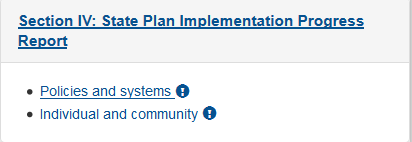 Section IV: State Plan Implementation Progress
Report
Policies and systems
Individual and community